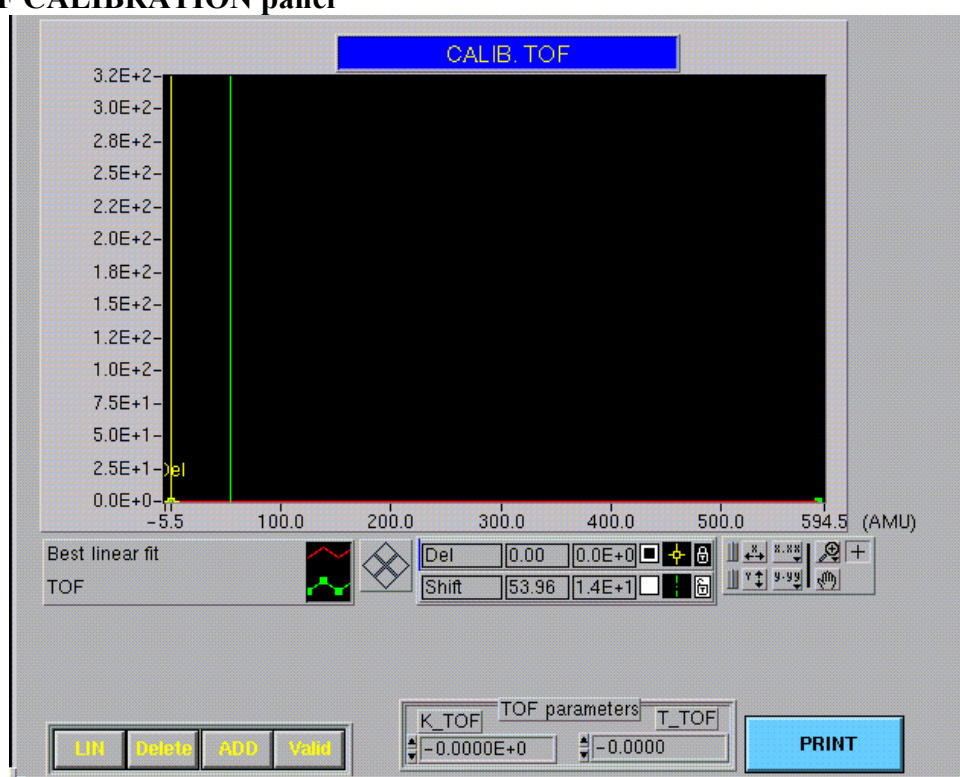 F CALIBRATION panel
CALIB. TOF
3.2E+2
3.0E+2
2.8E+2
2.5E+2
2.2E+2
2.0E+2
1.8E+2
1.5E+2
1.2E+2
1.0E+2
7.5E+1
5.0E+1
2.5E+1
Del
0.0E+0
-5.5 100.0 200.0 300.0 400.0 500.0 594.5 (AMU)
Best linear fit
TOF
Del 0.00 0.0E+0
Shift 53.96 1.4E+1
X X.XX
Y Y.YY
TOF parameters
K_TOF T_TOF
-0.0000E+0 -0.0000
LIN Delete ADD Valid
PRINT